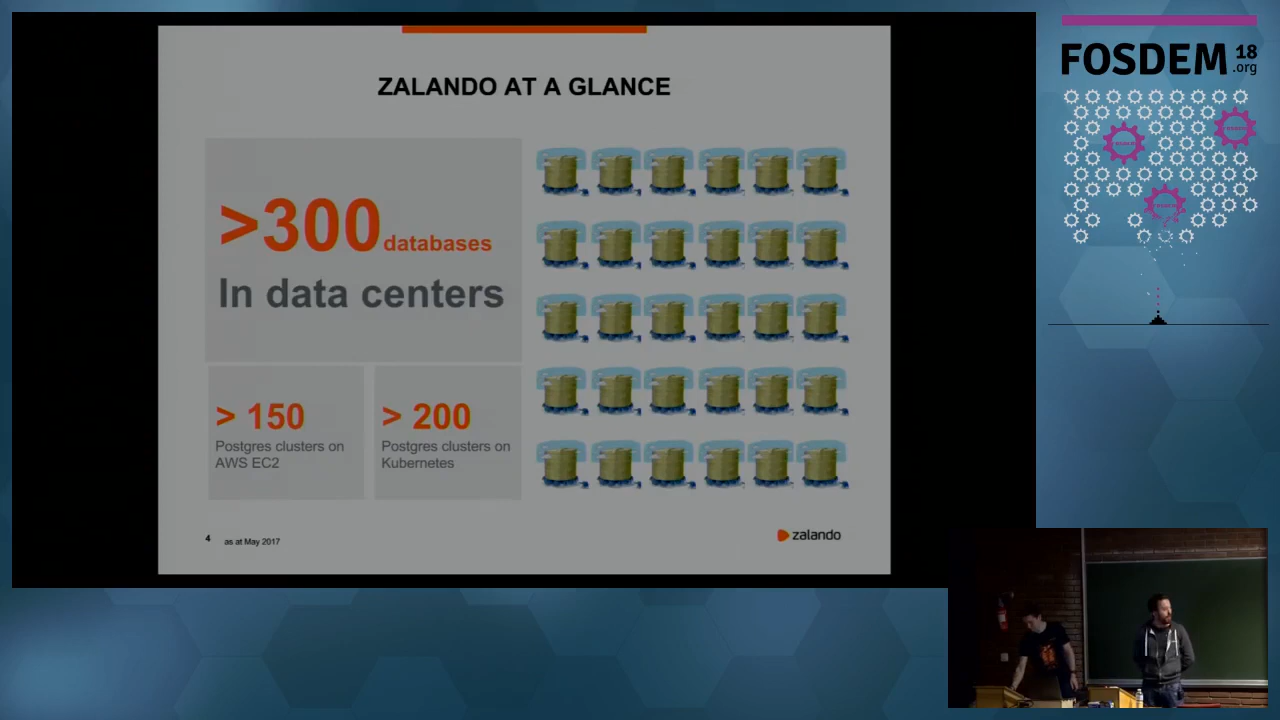 ZALANDO AT A GLANCE
>300 databases
In data centers
> 150
Postgres clusters on
AWS EC2
> 200
Postgres clusters on
Kubernetes
4 as at May 2017
zalando
FOSDEM 18
.org